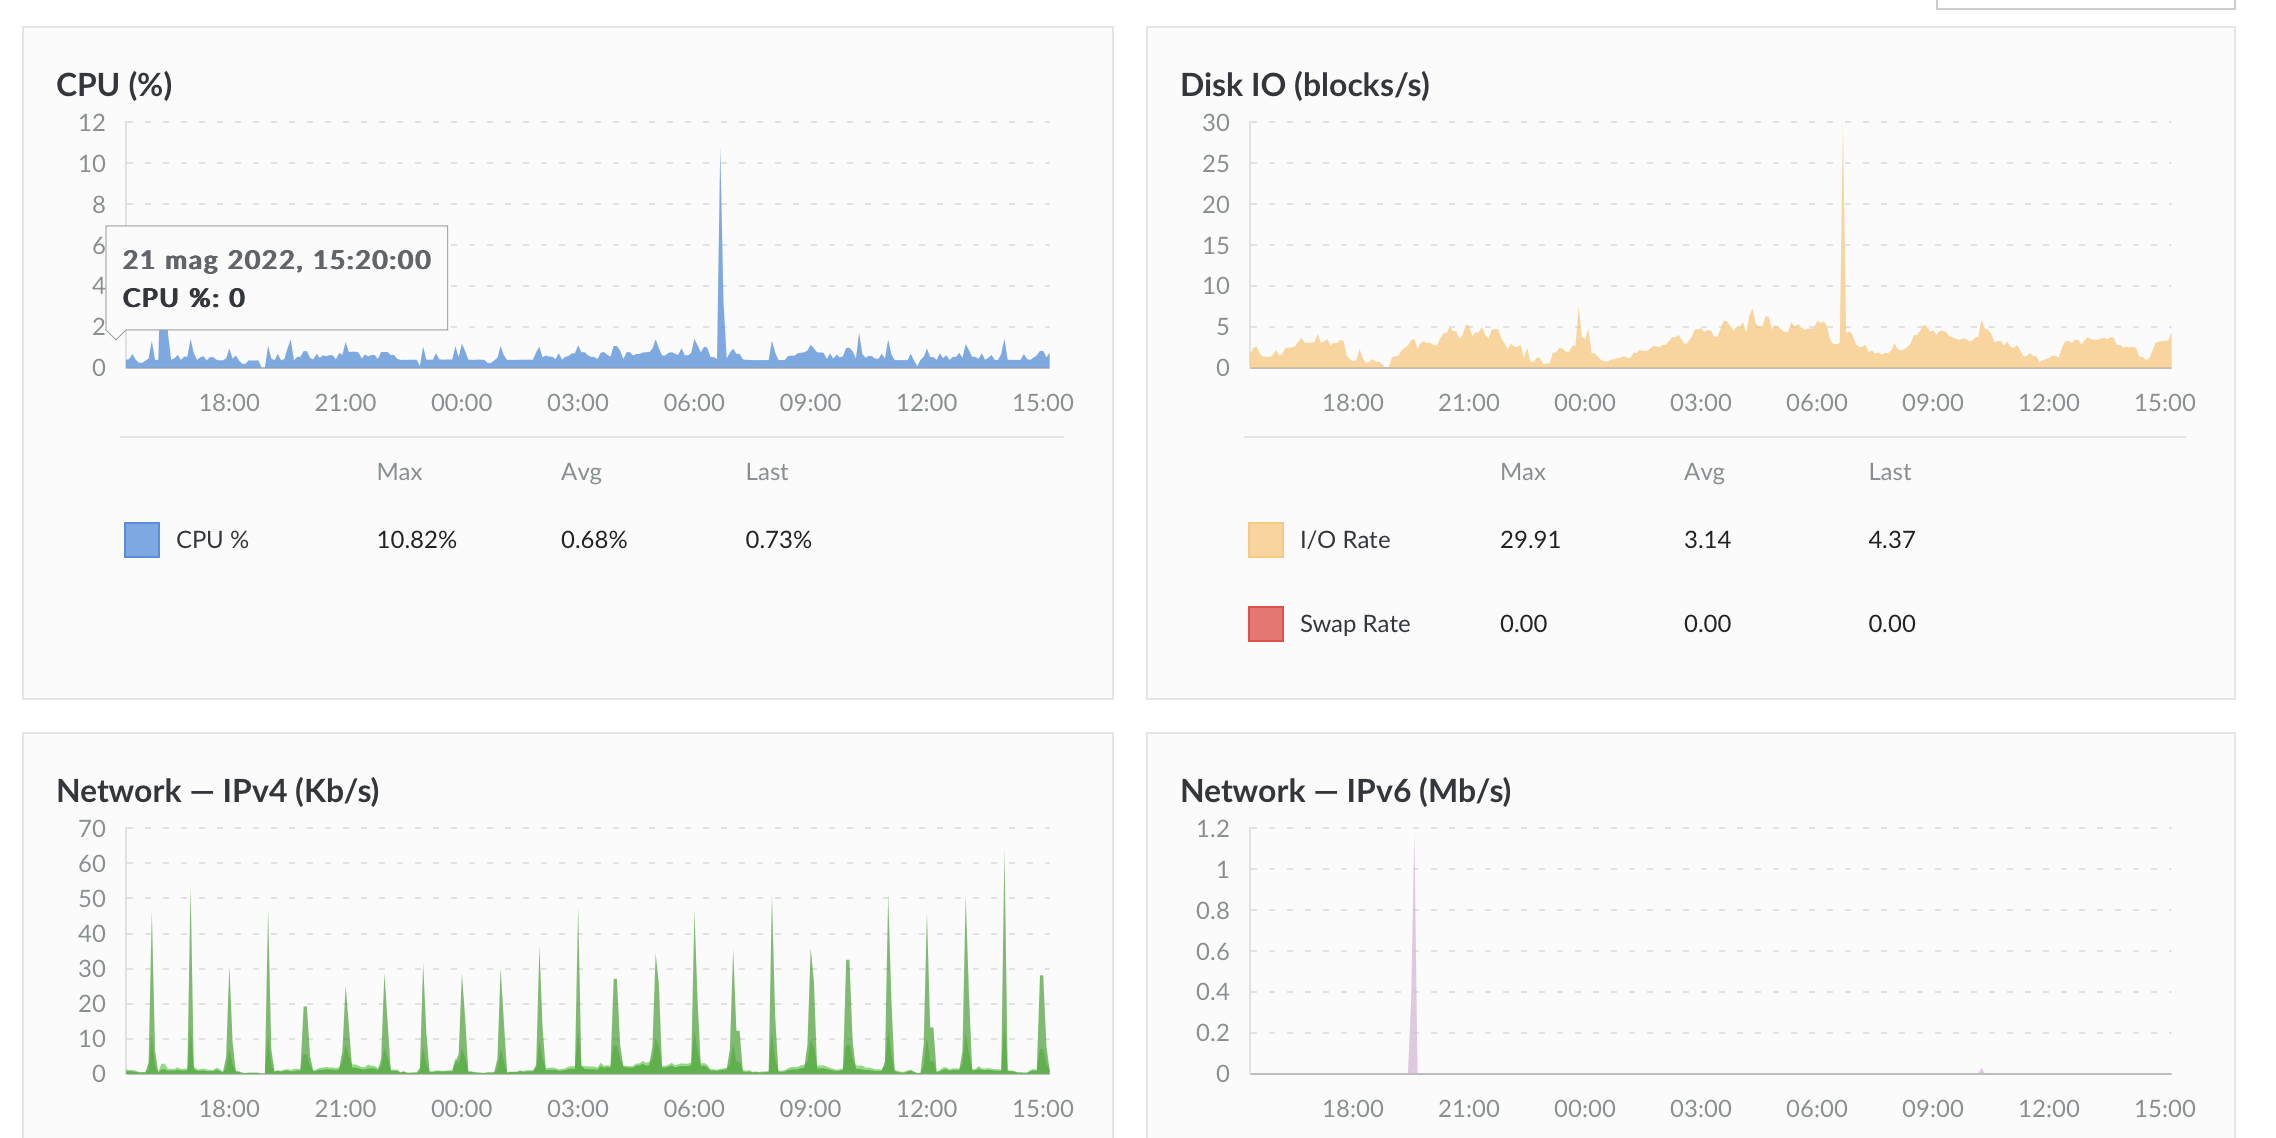 CPU (%)
12
10
8
6
4
2
0
21 mag 2022, 15:20:00
CPU %: 0
18:00 21:00 00:00 03:00 06:00 09:00 12:00 15:00
Max Avg Last
CPU % 10.82% 0.68% 0.73%
Disk IO (blocks/s)
30
25
20
15
10
5
0
18:00 21:00 00:00 03:00 06:00 09:00 12:00 15:00
Max Avg Last
I/O Rate 29.91 3.14 4.37
Swap Rate 0.00 0.00 0.00
Network — IPv4 (Kb/s)
70
60
50
40
30
20
10
0
18:00 21:00 00:00 03:00 06:00 09:00 12:00 15:00
Network — IPv6 (Mb/s)
1.2
1
0.8
0.6
0.4
0.2
0
18:00 21:00 00:00 03:00 06:00 09:00 12:00 15:00